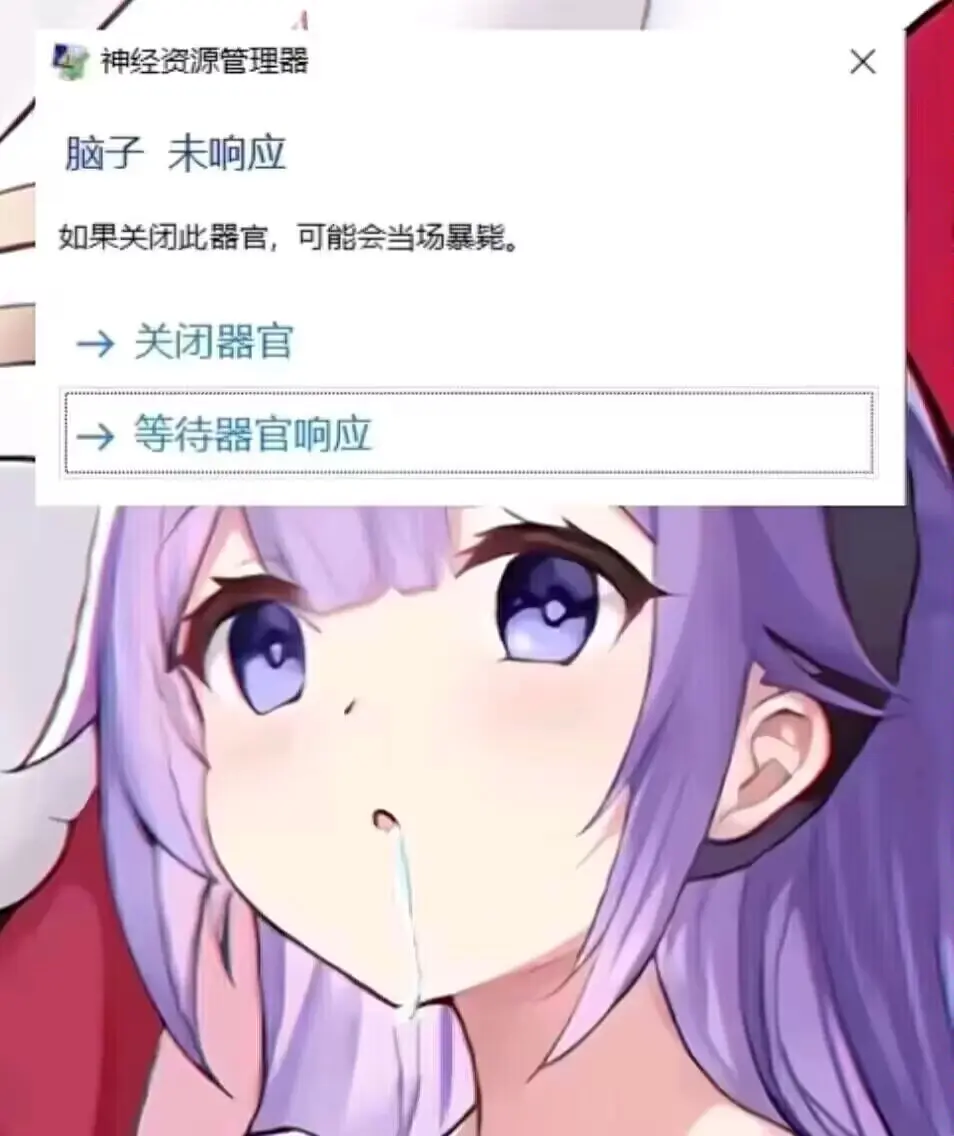 神经资源管理器
脑子 未响应
如果关闭此器官，可能会当场暴毙。
→ 关闭器官
→ 等待器官响应